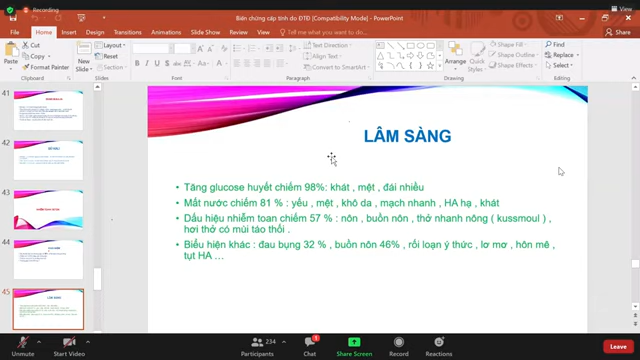 Recording
Biến chứng cấp tính do ĐTĐ [Compatibility Mode] - PowerPoint
File Home Insert Design Transitions Animations Slide Show Review View Tell me what you want to do...
Share
Cut
Copy
Format Painter
Paste
Clipboard
New Slide
Layout
Reset
Section
Slides
Font
Text Direction
Align Text
Convert to SmartArt
Paragraph
Arrange
Quick Styles
Shape Fill
Shape Outline
Shape Effects
Drawing
Find
Replace
Select
Editing
41
42
43
44
45
LÂM SÀNG
• Tăng glucose huyết chiếm 98%: khát , mệt , đái nhiều
• Mất nước chiếm 81 % : yếu , mệt , khô da , mạch nhanh , HA hạ , khát
• Dấu hiệu nhiễm toan chiếm 57 % : nôn , buồn nôn , thở nhanh nông ( kussmoul ) ,
hơi thở có mùi táo thối .
• Biểu hiện khác : đau bụng 32 % , buồn nôn 46% , rối loạn ý thức , lơ mơ , hôn mê ,
tụt HA ...
Unmute
Start Video
234
Participants
1
Chat
Share Screen
Record
Reactions
Leave